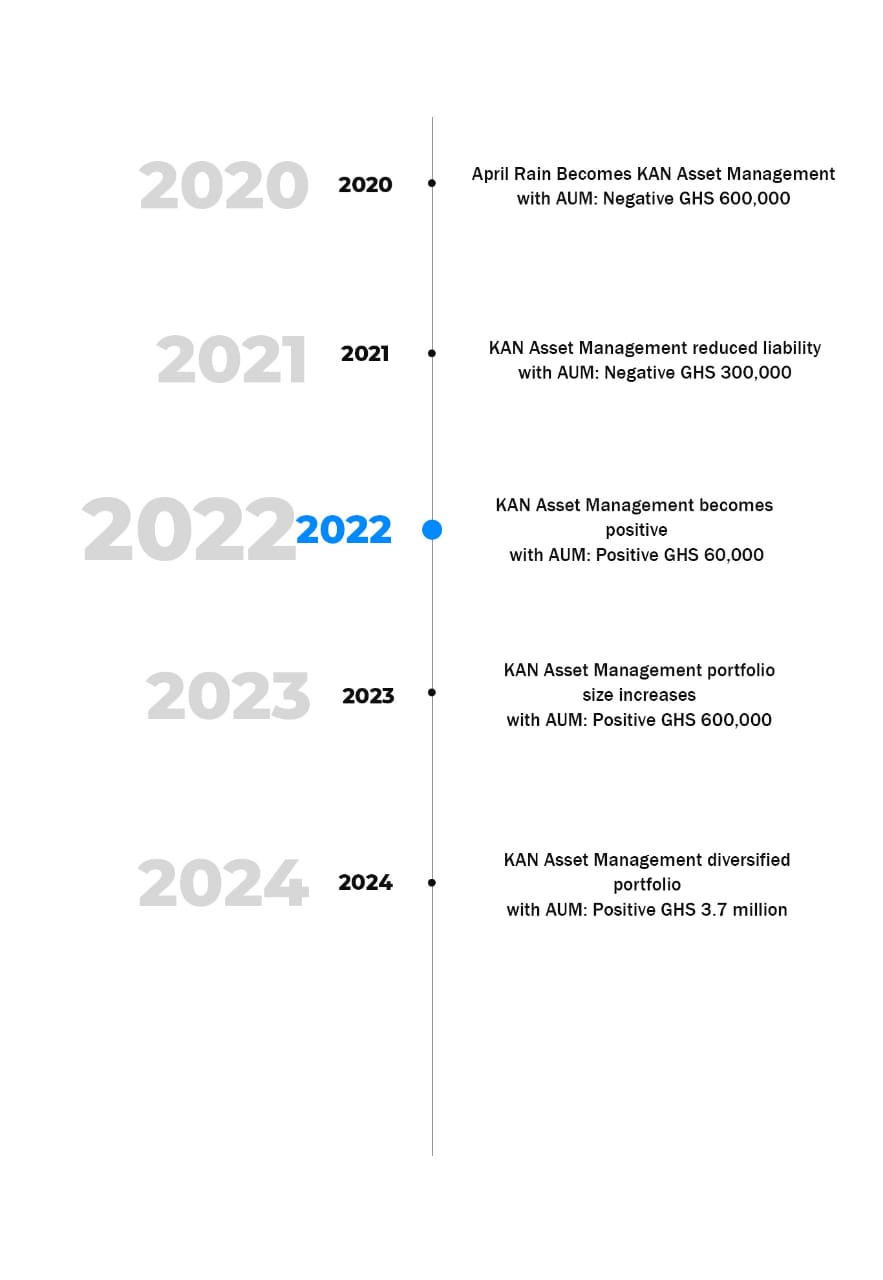 2020
2020
April Rain Becomes KAN Asset Management
with AUM: Negative GHS 600,000
2021
2021
KAN Asset Management reduced liability
with AUM: Negative GHS 300,000
2022
2022
KAN Asset Management becomes
positive
with AUM: Positive GHS 60,000
2023
2023
KAN Asset Management portfolio
size increases
with AUM: Positive GHS 600,000
2024
2024
KAN Asset Management diversified
portfolio
with AUM: Positive GHS 3.7 million